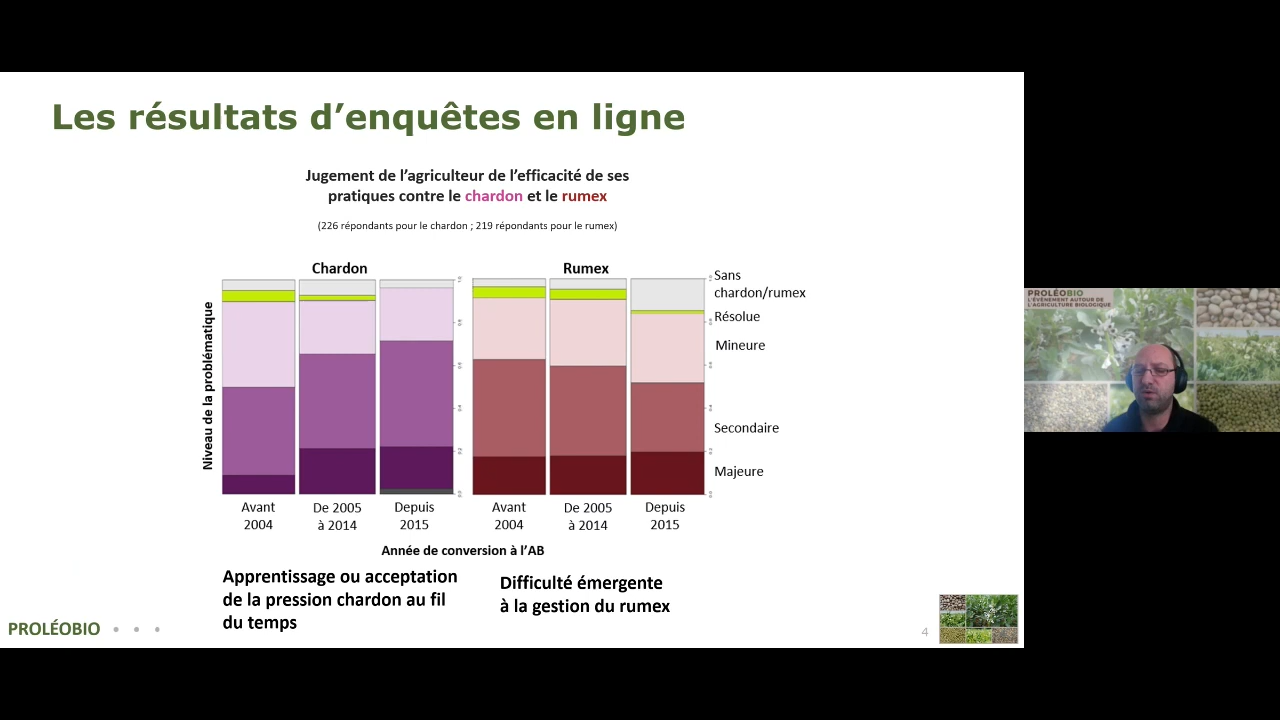 Les résultats d’enquêtes en ligne
Jugement de l’agriculteur de l’efficacité de ses
pratiques contre le chardon et le rumex
(226 répondants pour le chardon ; 219 répondants pour le rumex)
Chardon
Rumex
Niveau de la problématique
Sans
chardon/rumex
Résolue
Mineure
Secondaire
Majeure
Avant
2004
De 2005
à 2014
Depuis
2015
Avant
2004
De 2005
à 2014
Depuis
2015
Année de conversion à l’AB
Apprentissage ou acceptation
de la pression chardon au fil
du temps
Difficulté émergente
à la gestion du rumex
PROLÉOBIO
4
PROLÉOBIO
L'ÉVÉNEMENT AUTOUR DE
L'AGRICULTURE BIOLOGIQUE